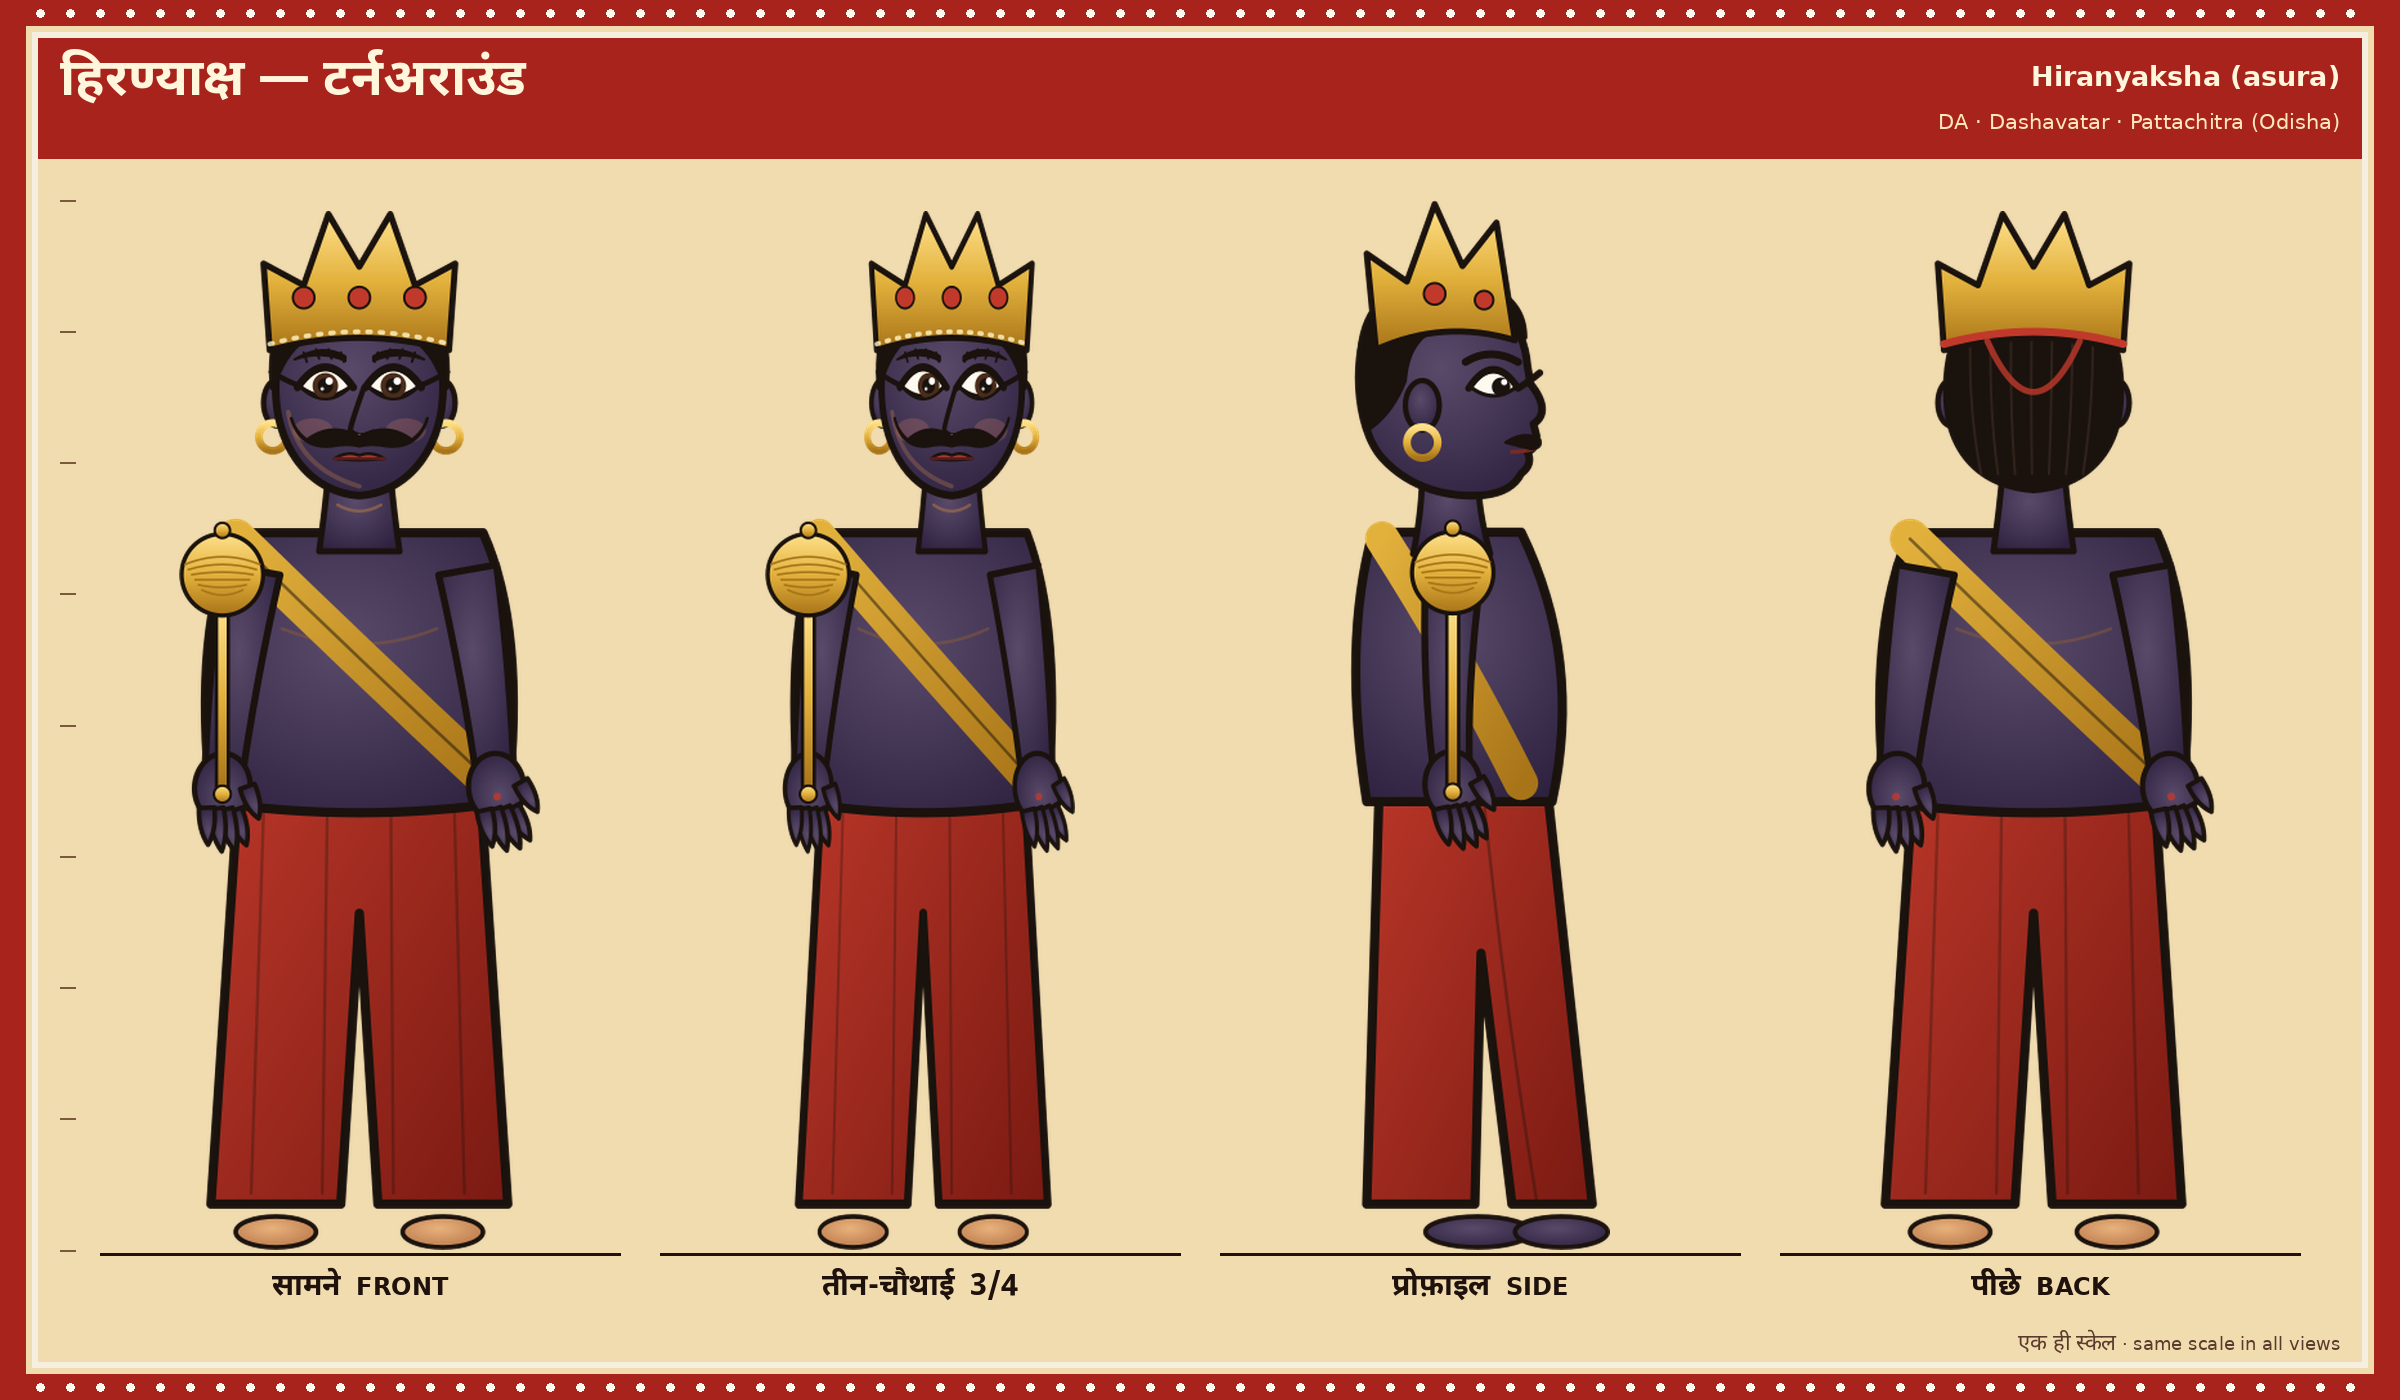 हिरण्याक्ष — टर्नअराउंड
Hiranyaksha (asura)
DA · Dashavatar · Pattachitra (Odisha)
सामने FRONT
तीन-चौथाई 3/4
प्रोफ़ाइल SIDE
पीछे BACK
एक ही स्केल · same scale in all views